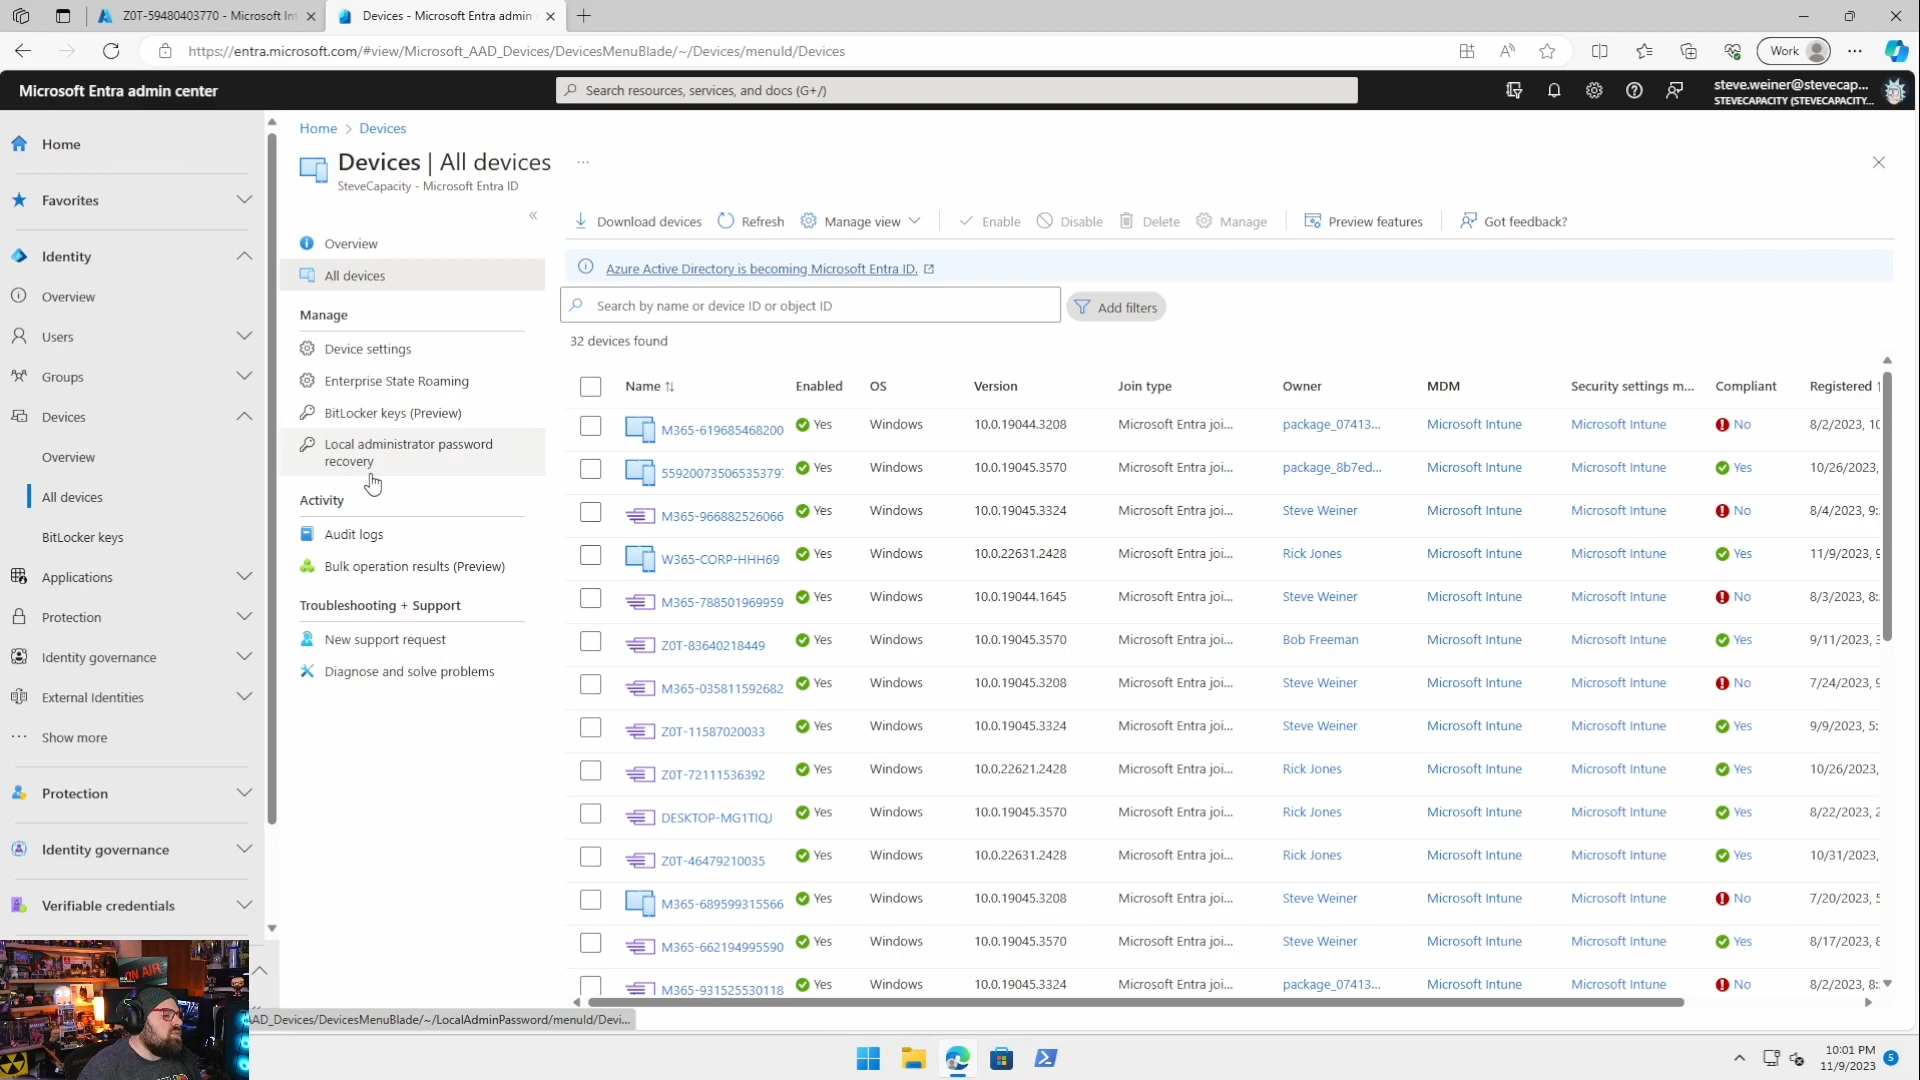 Z0T-59480403770 - Microsoft In
Devices - Microsoft Entra admin
https://entra.microsoft.com/#view/Microsoft_AAD_Devices/DevicesMenuBlade/~/Devices/menuId/Devices
Work
Microsoft Entra admin center
Search resources, services, and docs (G+/)
steve.weiner@stevecap...
STEVECAPACITY (STEVECAPACITY....
Home
Favorites
Identity
Overview
Users
Groups
Devices
Overview
All devices
BitLocker keys
Applications
Protection
Identity governance
External Identities
Show more
Protection
Identity governance
Verifiable credentials
Home > Devices
Devices | All devices
SteveCapacity - Microsoft Entra ID
Overview
All devices
Manage
Device settings
Enterprise State Roaming
BitLocker keys (Preview)
Local administrator password
recovery
Activity
Audit logs
Bulk operation results (Preview)
Troubleshooting + Support
New support request
Diagnose and solve problems
Download devices Refresh Manage view Enable Disable Delete Manage Preview features Got feedback?
Azure Active Directory is becoming Microsoft Entra ID.
Search by name or device ID or object ID
Add filters
32 devices found
Name Enabled OS Version Join type Owner MDM Security settings m... Compliant Registered
M365-619685468200 Yes Windows 10.0.19044.3208 Microsoft Entra joi... package_07413... Microsoft Intune Microsoft Intune No 8/2/2023, 10
5592007350653537973 Yes Windows 10.0.19045.3570 Microsoft Entra joi... package_8b7ed... Microsoft Intune Microsoft Intune Yes 10/26/2023,
M365-966882526066 Yes Windows 10.0.19045.3324 Microsoft Entra joi... Steve Weiner Microsoft Intune Microsoft Intune No 8/4/2023, 9:
W365-CORP-HHH69 Yes Windows 10.0.22631.2428 Microsoft Entra joi... Rick Jones Microsoft Intune Microsoft Intune Yes 11/9/2023, 9
M365-788501969959 Yes Windows 10.0.19044.1645 Microsoft Entra joi... Steve Weiner Microsoft Intune Microsoft Intune No 8/3/2023, 8:
Z0T-83640218449 Yes Windows 10.0.19045.3570 Microsoft Entra joi... Bob Freeman Microsoft Intune Microsoft Intune Yes 9/11/2023, 3
M365-035811592682 Yes Windows 10.0.19045.3208 Microsoft Entra joi... Steve Weiner Microsoft Intune Microsoft Intune No 7/24/2023, 9
Z0T-11587020033 Yes Windows 10.0.19045.3324 Microsoft Entra joi... Steve Weiner Microsoft Intune Microsoft Intune Yes 9/9/2023, 5:
Z0T-72111536392 Yes Windows 10.0.22621.2428 Microsoft Entra joi... Rick Jones Microsoft Intune Microsoft Intune Yes 10/26/2023,
DESKTOP-MG1TIQJ Yes Windows 10.0.19045.3570 Microsoft Entra joi... Rick Jones Microsoft Intune Microsoft Intune Yes 8/22/2023, 2
Z0T-46479210035 Yes Windows 10.0.22631.2428 Microsoft Entra joi... Rick Jones Microsoft Intune Microsoft Intune Yes 10/31/2023,
M365-689599315566 Yes Windows 10.0.19045.3208 Microsoft Entra joi... Steve Weiner Microsoft Intune Microsoft Intune No 7/20/2023, 5
M365-662194995590 Yes Windows 10.0.19045.3570 Microsoft Entra joi... Steve Weiner Microsoft Intune Microsoft Intune Yes 8/17/2023, 8
M365-931525530118 Yes Windows 10.0.19045.3324 Microsoft Entra joi... package_07413... Microsoft Intune Microsoft Intune No 8/2/2023, 8:
ON AIR
AAD_Devices/DevicesMenuBlade/~/LocalAdminPassword/menuId/Devi...
10:01 PM
11/9/2023
5